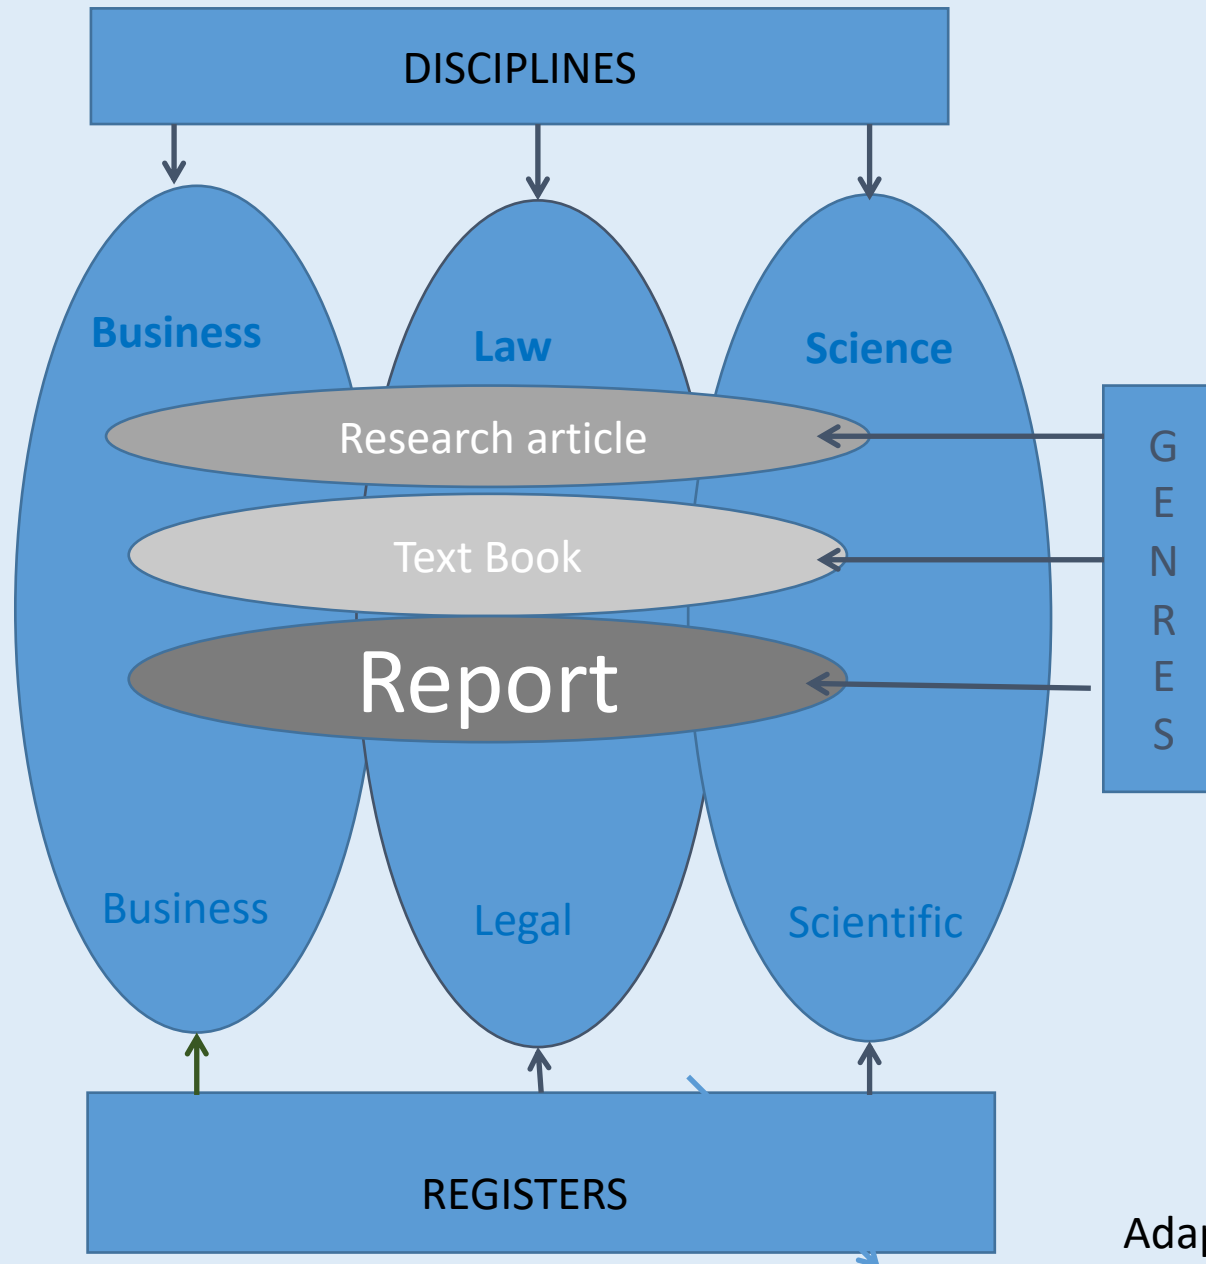 DISCIPLINES
Business
Law
Science
Research article
Text Book
Report
G
E
N
R
E
S
Business
Legal
Scientific
REGISTERS